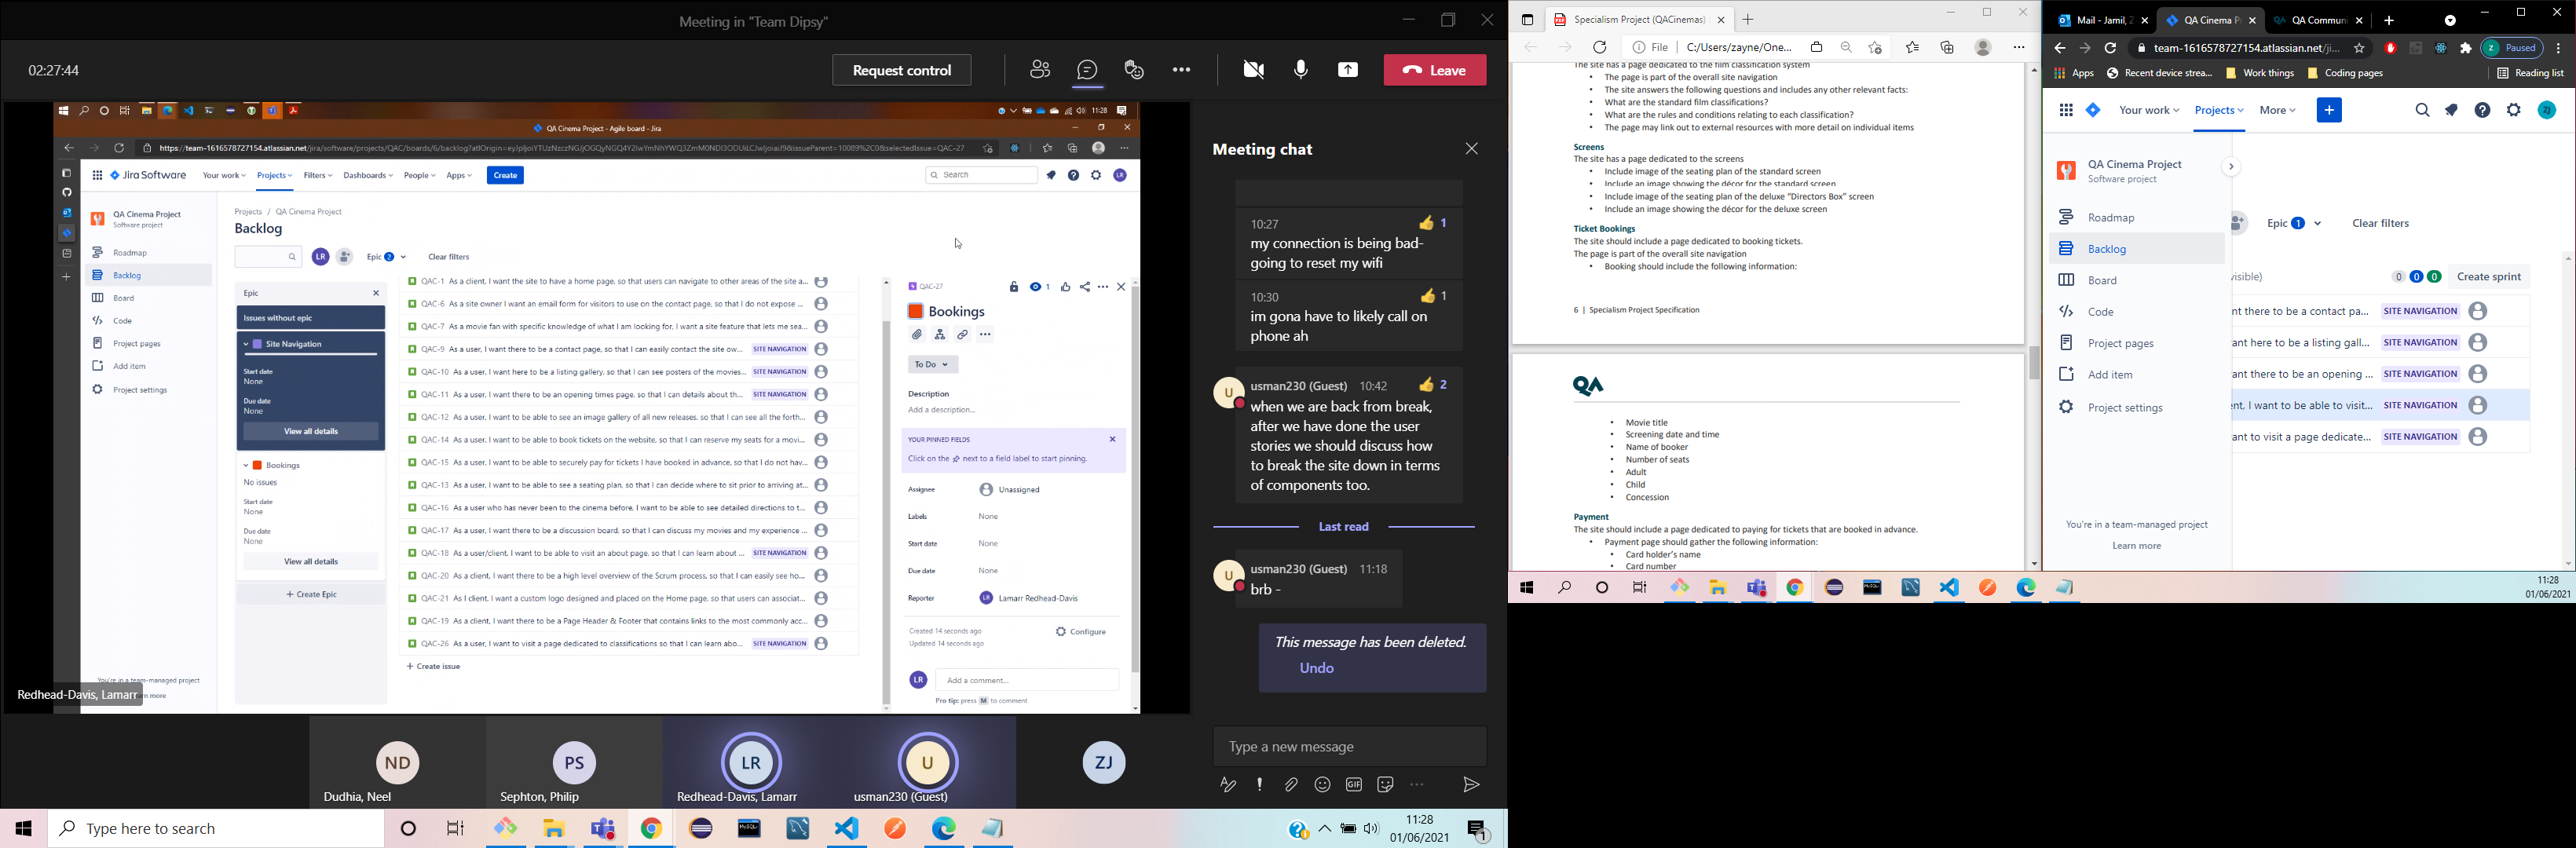 Meeting in "Team Dipsy"
02:27:44
Request control
Leave
11:28
QA Cinema Project - Agile board - Jira
Jira Software
Your work
Projects
Filters
Dashboards
People
Apps
Create
Search
LR
QA Cinema Project
Software project
Roadmap
Backlog
Board
Code
Project pages
Add item
Project settings
You're in a team-managed project
Projects / QA Cinema Project
Backlog
LR
Epic 2
Clear filters
Epic
Issues without epic
Site Navigation
Start date
None
Due date
None
View all details
Bookings
No issues
Start date
None
Due date
None
View all details
+ Create Epic
QAC-1 As a client, I want the site to have a home page, so that users can navigate to other areas of the site a...
QAC-6 As a site owner I want an email form for visitors to use on the contact page, so that I do not expose ...
QAC-7 As a movie fan with specific knowledge of what I am looking for, I want a site feature that lets me sea...
QAC-9 As a user, I want there to be a contact page, so that I can easily contact the site ow... SITE NAVIGATION
QAC-10 As a user, I want here to be a listing gallery, so that I can see posters of the movies... SITE NAVIGATION
QAC-11 As a user, I want there to be an opening times page, so that I can details about th... SITE NAVIGATION
QAC-12 As a user, I want to be able to see an image gallery of all new releases, so that I can see all the forth...
QAC-14 As a user, I want to be able to book tickets on the website, so that I can reserve my seats for a movi...
QAC-15 As a user, I want to be able to securely pay for tickets I have booked in advance, so that I do not hav...
QAC-13 As a user, I want to be able to see a seating plan, so that I can decide where to sit prior to arriving at...
QAC-16 As a user who has never been to the cinema before, I want to be able to see detailed directions to t...
QAC-17 As a user, I want there to be a discussion board, so that I can discuss my movies and my experience ...
QAC-18 As a user/client, I want to be able to visit an about page, so that I can learn about ... SITE NAVIGATION
QAC-20 As a client, I want there to be a high level overview of the Scrum process, so that I can easily see ho...
QAC-21 As I client, I want a custom logo designed and placed on the Home page, so that users can associat...
QAC-19 As a client, I want there to be a Page Header & Footer that contains links to the most commonly acc...
QAC-26 As a user, I want to visit a page dedicated to classifications so that I can learn abo... SITE NAVIGATION
+ Create issue
QAC-27
1
Bookings
To Do
Description
Add a description...
YOUR PINNED FIELDS
Click on the next to a field label to start pinning.
Assignee Unassigned
Labels None
Start date None
Due date None
Reporter LR Lamarr Redhead-Davis
Created 14 seconds ago
Updated 14 seconds ago
Configure
LR Add a comment...
Pro tip: press M to comment
Redhead-Davis, Lamarr
ND
Dudhia, Neel
PS
Sephton, Philip
LR
Redhead-Davis, Lamarr
U
usman230 (Guest)
ZJ
Meeting chat
10:27
1
my connection is being bad-
going to reset my wifi
10:30
1
im gona have to likely call on
phone ah
U
usman230 (Guest) 10:42
2
when we are back from break,
after we have done the user
stories we should discuss how
to break the site down in terms
of components too.
Last read
U
usman230 (Guest) 11:18
brb -
This message has been deleted.
Undo
Type a new message
GIF
Type here to search
11:28
01/06/2021
1
Specialism Project (QACinemas)
File C:/Users/zayne/One...
The site has a page dedicated to the film classification system
• The page is part of the overall site navigation
• The site answers the following questions and includes any other relevant facts:
• What are the standard film classifications?
• What are the rules and conditions relating to each classification?
• The page may link out to external resources with more detail on individual items
Screens
The site has a page dedicated to the screens
• Include image of the seating plan of the standard screen
• Include an image showing the décor for the standard screen
• Include image of the seating plan of the deluxe "Directors Box" screen
• Include an image showing the décor for the deluxe screen
Ticket Bookings
The site should include a page dedicated to booking tickets.
The page is part of the overall site navigation
• Booking should include the following information:
6 | Specialism Project Specification
QA
• Movie title
• Screening date and time
• Name of booker
• Number of seats
• Adult
• Child
• Concession
Payment
The site should include a page dedicated to paying for tickets that are booked in advance.
• Payment page should gather the following information:
• Card holder's name
• Card number
Mail - Jamil, Z
QA Cinema P
QA Communi
team-1616578727154.atlassian.net/ji...
Z Paused
Apps
Recent device strea...
Work things
Coding pages
Reading list
Your work
Projects
More
QA Cinema Project
Software project
Roadmap
Backlog
Board
Code
Project pages
Add item
Project settings
You're in a team-managed project
Learn more
Epic 1
Clear filters
visible)
0 0 0
Create sprint
nt there to be a contact pa... SITE NAVIGATION
ant here to be a listing gall... SITE NAVIGATION
ant there to be an opening ... SITE NAVIGATION
ent, I want to be able to visit... SITE NAVIGATION
ant to visit a page dedicate... SITE NAVIGATION
11:28
01/06/2021